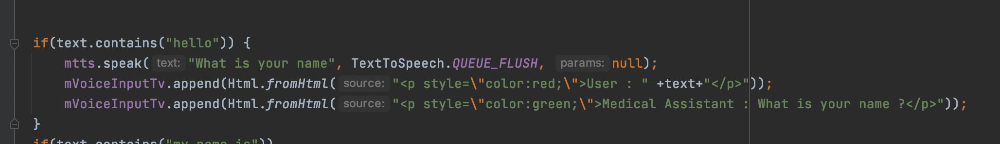 if(text.contains("hello")) {
mtts.speak( text: "What is your name", TextToSpeech.QUEUE_FLUSH, params: null);
mVoiceInputTv.append(Html.fromHtml( source: "<p style=\"color:red;\">User : " +text+"</p>"));
mVoiceInputTv.append(Html.fromHtml( source: "<p style=\"color:green;\">Medical Assistant : What is your name ?</p>"));
}
if(text.contains("my name is"))